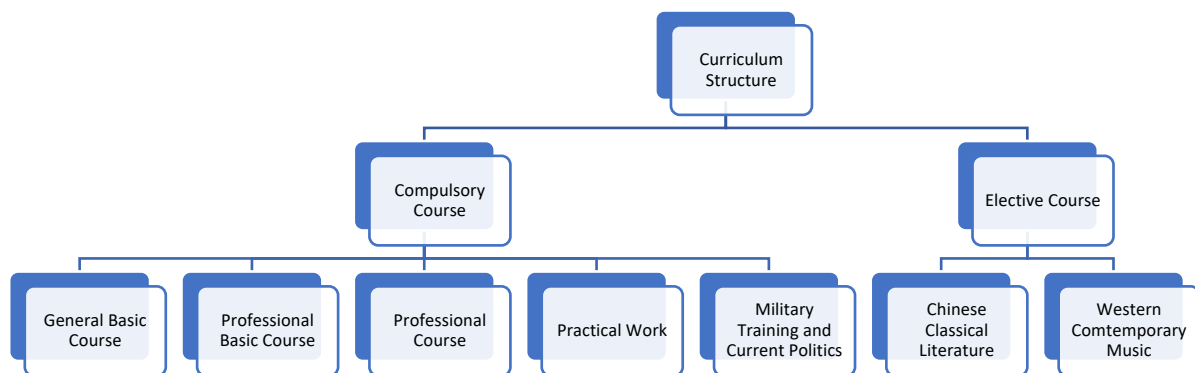 Curriculum
Structure
Compulsory
Course
Elective Course
General Basic
Course
Professional
Basic Course
Professional
Course
Practical Work
Military
Training and
Current Politics
Chinese
Classical
Literature
Western
Comtemporary
Music